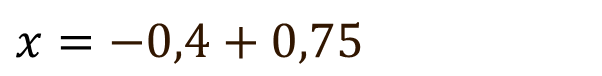 x = −0,4 + 0,75